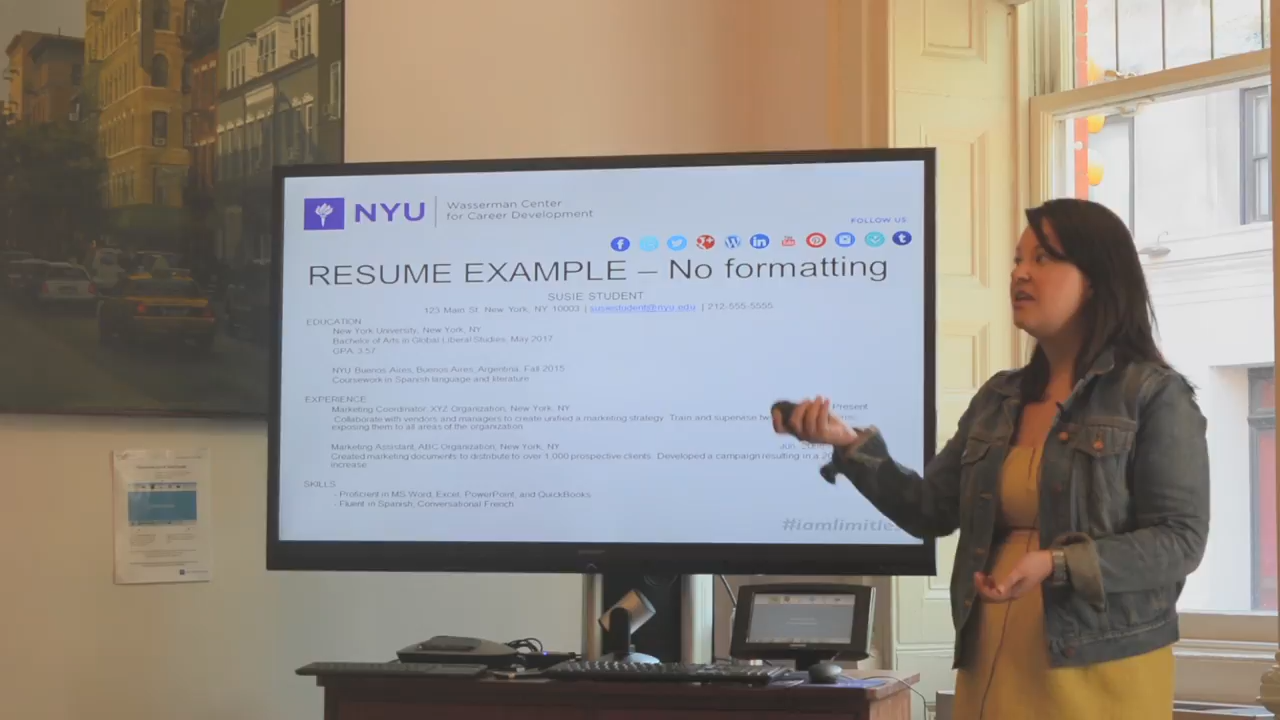 NYU
Wasserman Center
for Career Development
FOLLOW US
RESUME EXAMPLE – No formatting
SUSIE STUDENT
123 Main St. New York, NY 10003 | susiestudent@nyu.edu | 212-555-5555
EDUCATION
New York University, New York, NY
Bachelor of Arts in Global Liberal Studies, May 2017
GPA: 3.57
NYU Buenos Aires, Buenos Aires, Argentina, Fall 2015
Coursework in Spanish language and literature
EXPERIENCE
Marketing Coordinator, XYZ Organization, New York, NY Present
Collaborate with vendors and managers to create unified a marketing strategy. Train and supervise
exposing them to all areas of the organization
Marketing Assistant, ABC Organization, New York, NY
Created marketing documents to distribute to over 1,000 prospective clients. Developed a campaign resulting in a
increase
SKILLS
- Proficient in MS Word, Excel, PowerPoint, and QuickBooks
- Fluent in Spanish, Conversational French